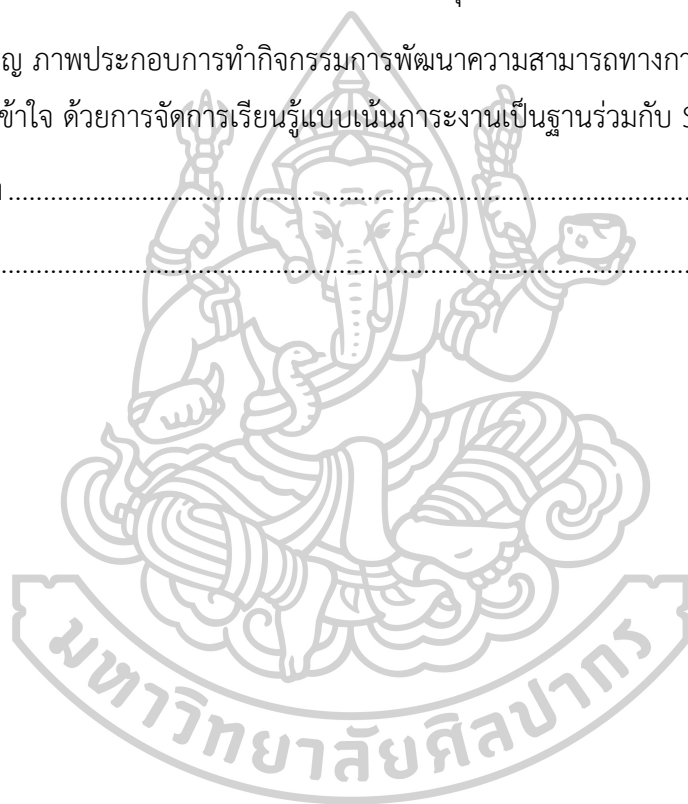 ญ ภาพประกอบการทำกิจกรรมการพัฒนาความสามารถทางกา
ข้าใจ ด้วยการจัดการเรียนรู้แบบเน้นภาระงานเป็นฐานร่วมกับ S
................................................................................................
................................................................................................
มหาวิทยาลัยศิลปากร